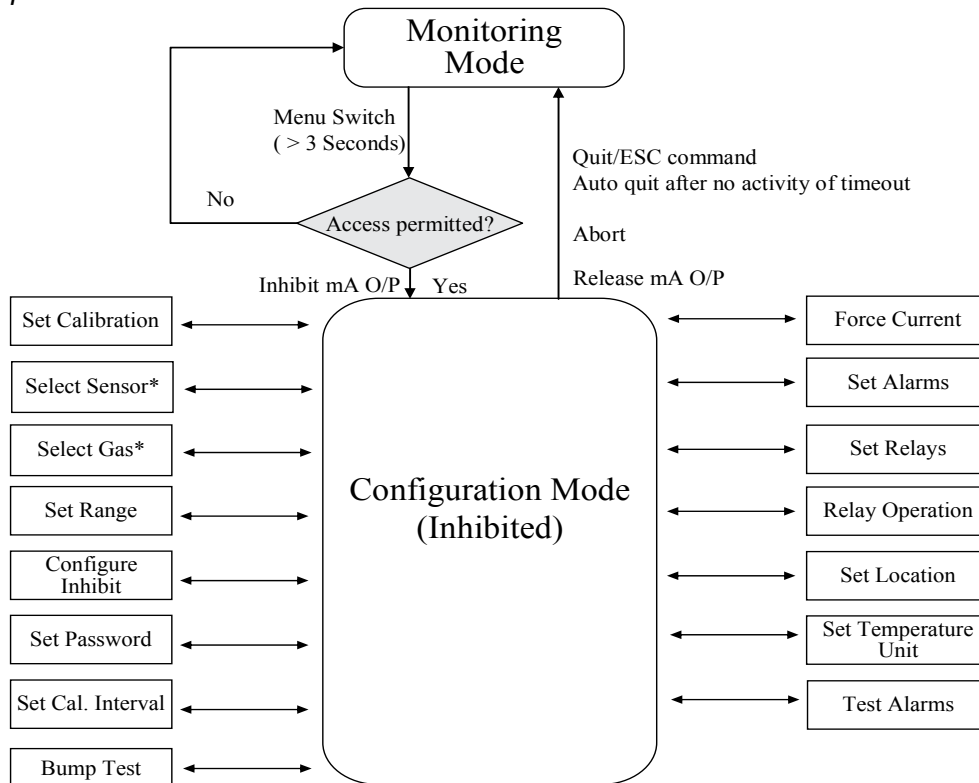 Monitoring
Mode
Menu Switch
( > 3 Seconds)
Quit/ESC command
Auto quit after no activity of timeout
No
Access permitted?
Abort
Inhibit mA O/P
Yes
Release mA O/P
Set Calibration
Select Sensor*
Select Gas*
Set Range
Configure
Inhibit
Set Password
Set Cal. Interval
Bump Test
Configuration Mode
(Inhibited)
Force Current
Set Alarms
Set Relays
Relay Operation
Set Location
Set Temperature
Unit
Test Alarms